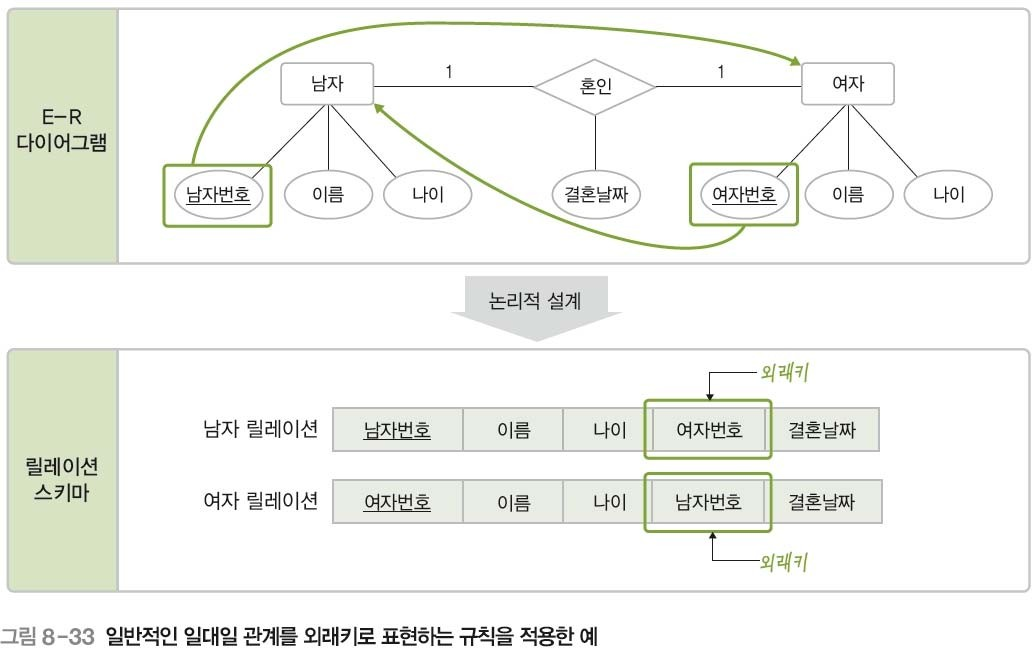 E-R
다이어그램
남자
1
혼인
1
여자
남자번호
이름
나이
결혼날짜
여자번호
이름
나이
논리적 설계
릴레이션
스키마
외래키
남자 릴레이션
남자번호
이름
나이
여자번호
결혼날짜
여자 릴레이션
여자번호
이름
나이
남자번호
결혼날짜
외래키
그림 8-33 일반적인 일대일 관계를 외래키로 표현하는 규칙을 적용한 예